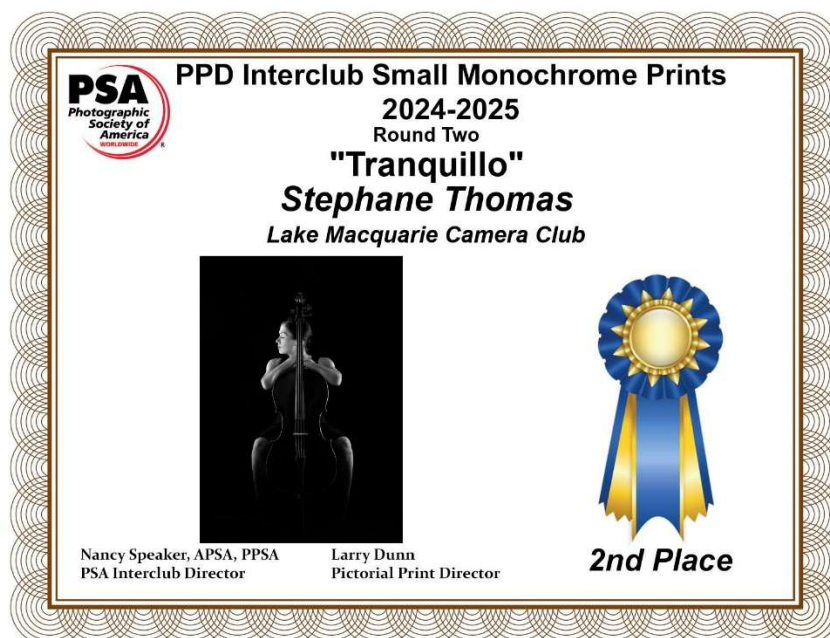 PSA
Photographic
Society of
America
WORLDWIDE
®
PPD Interclub Small Monochrome Prints
2024-2025
Round Two
"Tranquillo"
Stephane Thomas
Lake Macquarie Camera Club
Nancy Speaker, APSA, PPSA
PSA Interclub Director
Larry Dunn
Pictorial Print Director
2nd Place